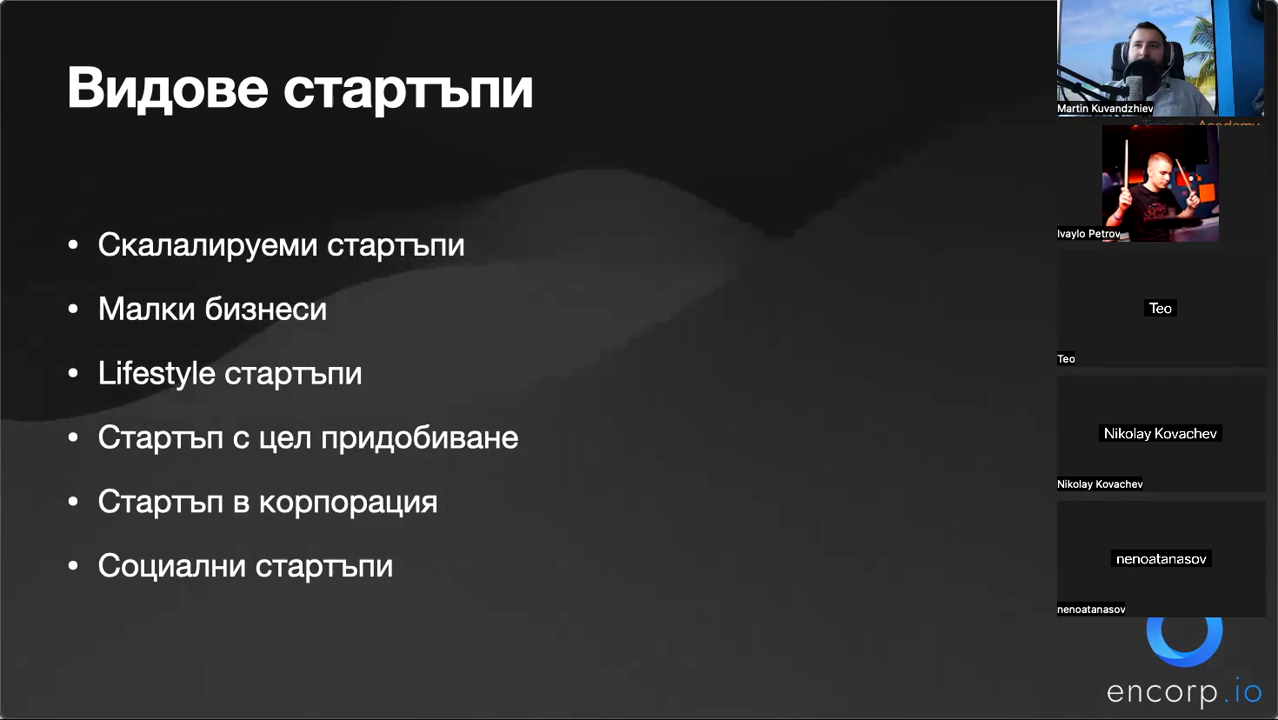 Видове стартъпи
• Скалалируеми стартъпи
• Малки бизнеси
• Lifestyle стартъпи
• Стартъп с цел придобиване
• Стартъп в корпорация
• Социални стартъпи
Martin Kuvandzhiev
Academy
Ivaylo Petrov
Teo
Teo
Nikolay Kovachev
Nikolay Kovachev
nenoatanasov
nenoatanasov
encorp.io